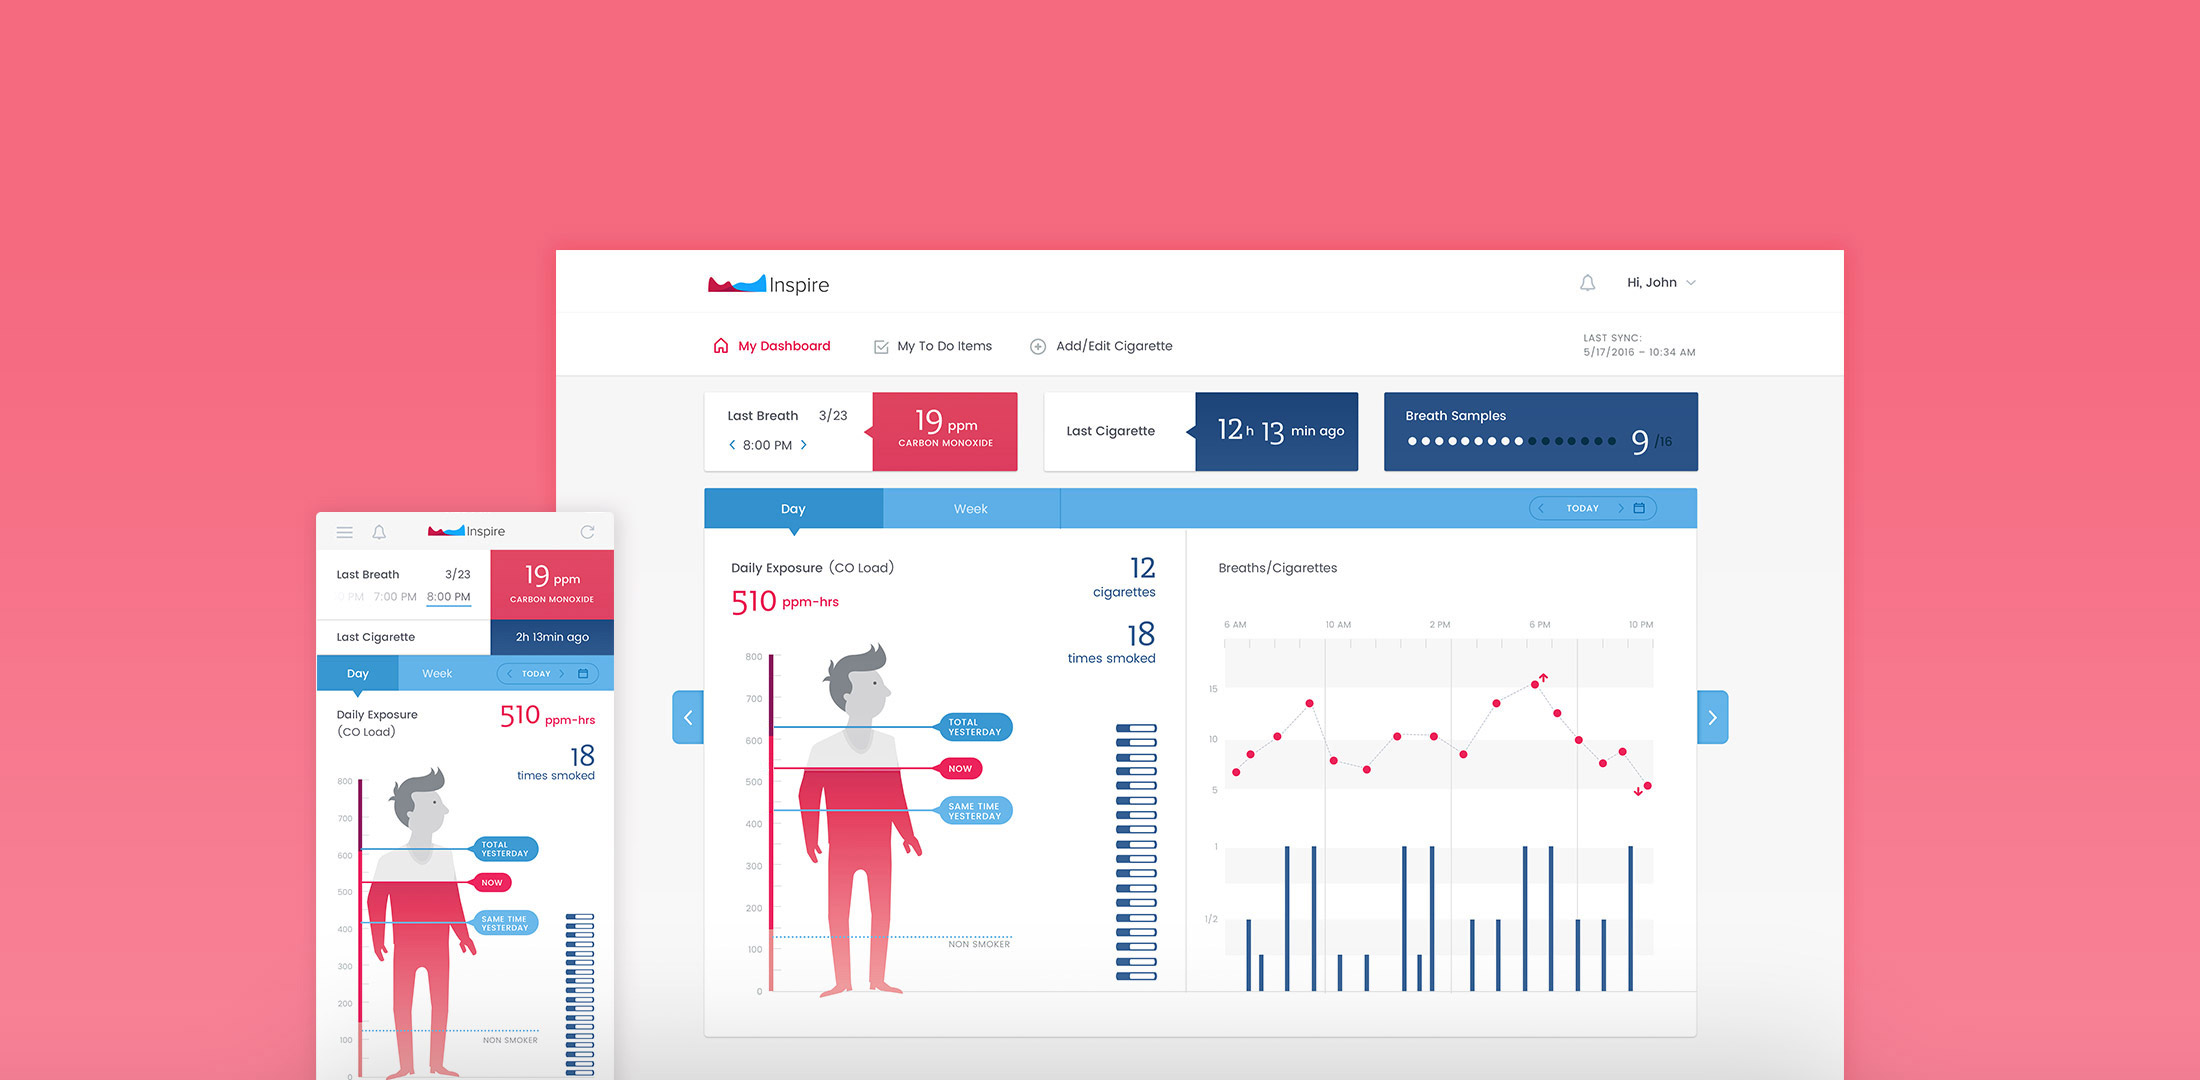 Inspire
Hi, John
My Dashboard
My To Do Items
Add/Edit Cigarette
LAST SYNC:
5/17/2016 – 10:34 AM
Last Breath 3/23
8:00 PM
19 ppm
CARBON MONOXIDE
Last Cigarette
12 h 13 min ago
Breath Samples
9 /16
Day
Week
TODAY
Daily Exposure (CO Load)
510 ppm-hrs
12
cigarettes
18
times smoked
800
700
600
500
400
300
200
100
0
TOTAL
YESTERDAY
NOW
SAME TIME
YESTERDAY
NON SMOKER
Breaths/Cigarettes
6 AM 10 AM 2 PM 6 PM 10 PM
15
10
5
1
1/2
Inspire
Last Breath 3/23
PM 7:00 PM 8:00 PM
19 ppm
CARBON MONOXIDE
Last Cigarette
2h 13min ago
Day
Week
TODAY
Daily Exposure
(CO Load)
510 ppm-hrs
18
times smoked
800
700
600
500
400
300
200
100
0
TOTAL
YESTERDAY
NOW
SAME TIME
YESTERDAY
NON SMOKER